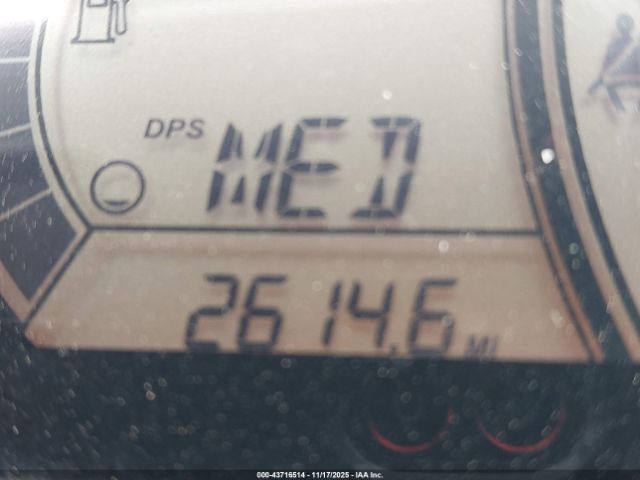 DPS MED
2614.6 MI
000-43716514 - 11/17/2025 - IAA Inc.